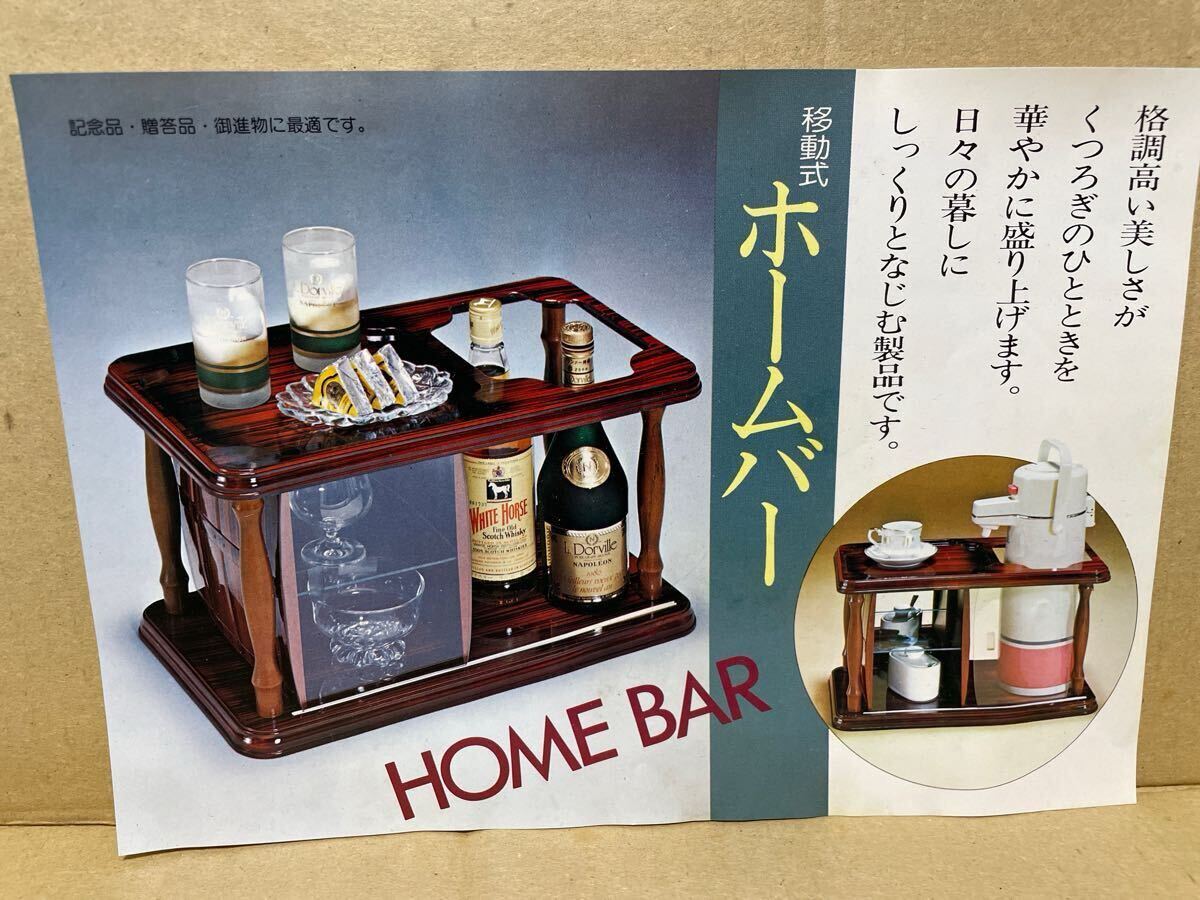 記念品・贈答品・御進物に最適です。
移動式
ホームバー
格調高い美しさが
くつろぎのひとときを
華やかに盛り上げます。
日々の暮しに
しっくりとなじむ製品です。
HOME BAR
I. Dorville
NAPOLEON
WHITE HORSE
Fine Old
Scotch Whisky
I. Dorville
NAPOLEON